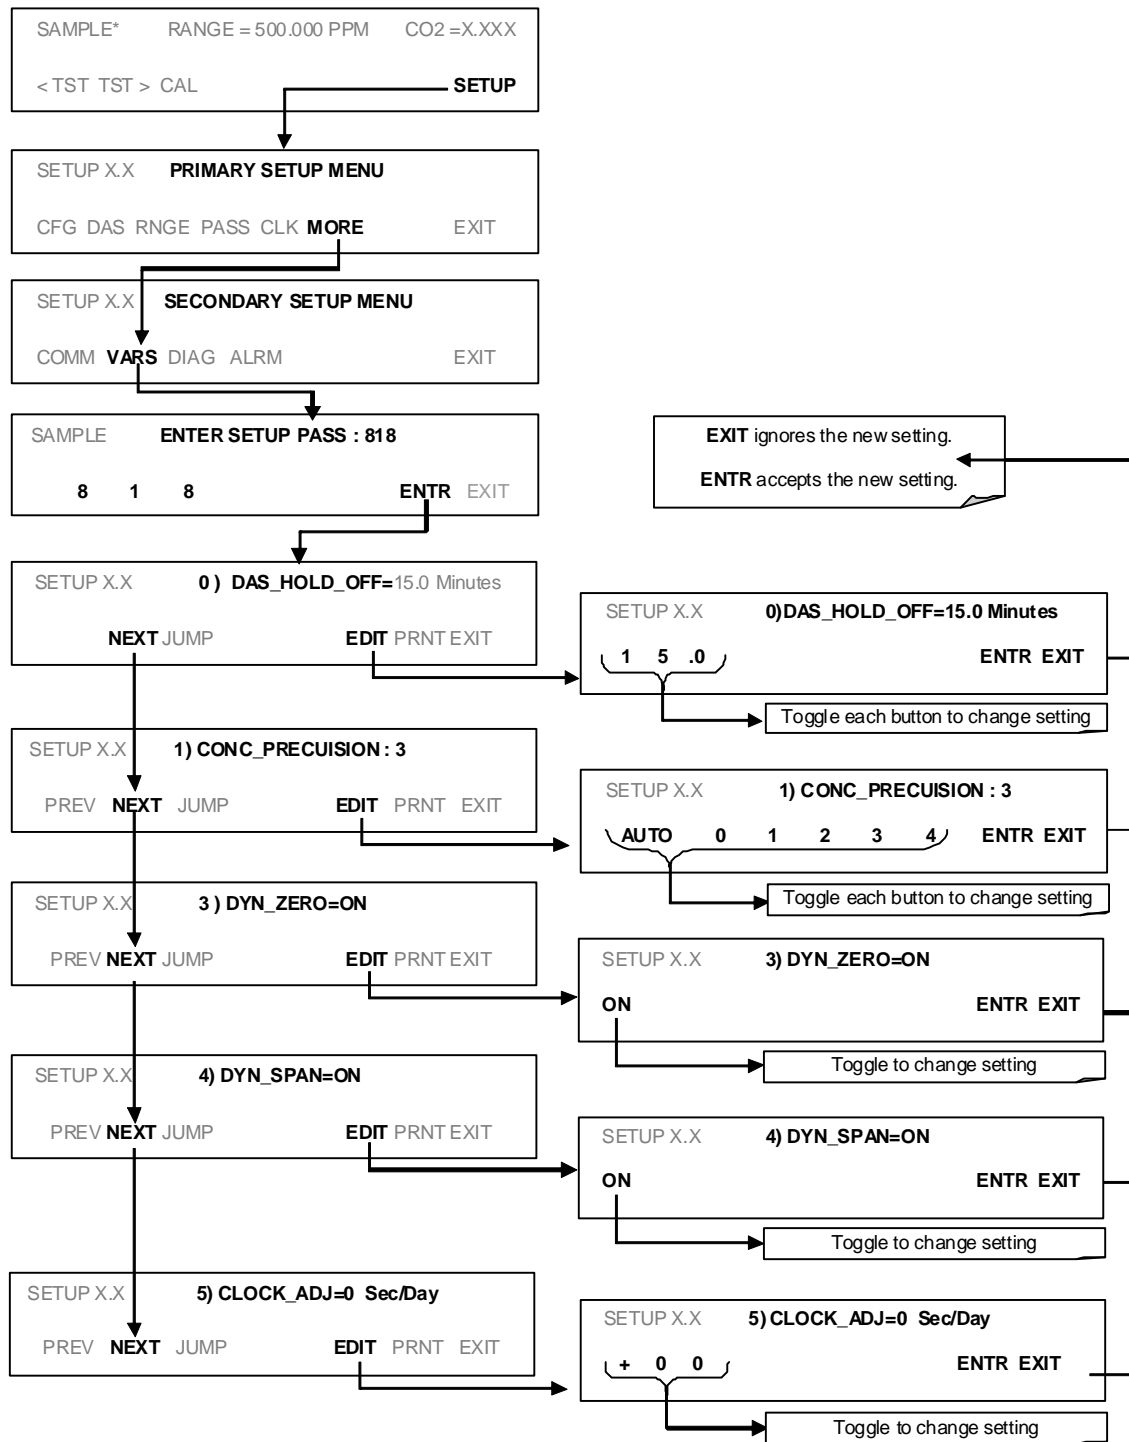 SAMPLE* RANGE = 500.000 PPM CO2 =X.XXX
< TST TST > CAL SETUP
SETUP X.X PRIMARY SETUP MENU
CFG DAS RNGE PASS CLK MORE EXIT
SETUP X.X SECONDARY SETUP MENU
COMM VARS DIAG ALRM EXIT
SAMPLE ENTER SETUP PASS : 818
8 1 8 ENTR EXIT
EXIT ignores the new setting.
ENTR accepts the new setting.
SETUP X.X 0 ) DAS_HOLD_OFF=15.0 Minutes
NEXT JUMP EDIT PRNT EXIT
SETUP X.X 0)DAS_HOLD_OFF=15.0 Minutes
1 5 .0 ENTR EXIT
Toggle each button to change setting
SETUP X.X 1) CONC_PRECUISION : 3
PREV NEXT JUMP EDIT PRNT EXIT
SETUP X.X 1) CONC_PRECUISION : 3
AUTO 0 1 2 3 4 ENTR EXIT
Toggle each button to change setting
SETUP X.X 3 ) DYN_ZERO=ON
PREV NEXT JUMP EDIT PRNT EXIT
SETUP X.X 3) DYN_ZERO=ON
ON ENTR EXIT
Toggle to change setting
SETUP X.X 4) DYN_SPAN=ON
PREV NEXT JUMP EDIT PRNT EXIT
SETUP X.X 4) DYN_SPAN=ON
ON ENTR EXIT
Toggle to change setting
SETUP X.X 5) CLOCK_ADJ=0 Sec/Day
PREV NEXT JUMP EDIT PRNT EXIT
SETUP X.X 5) CLOCK_ADJ=0 Sec/Day
+ 0 0 ENTR EXIT
Toggle to change setting